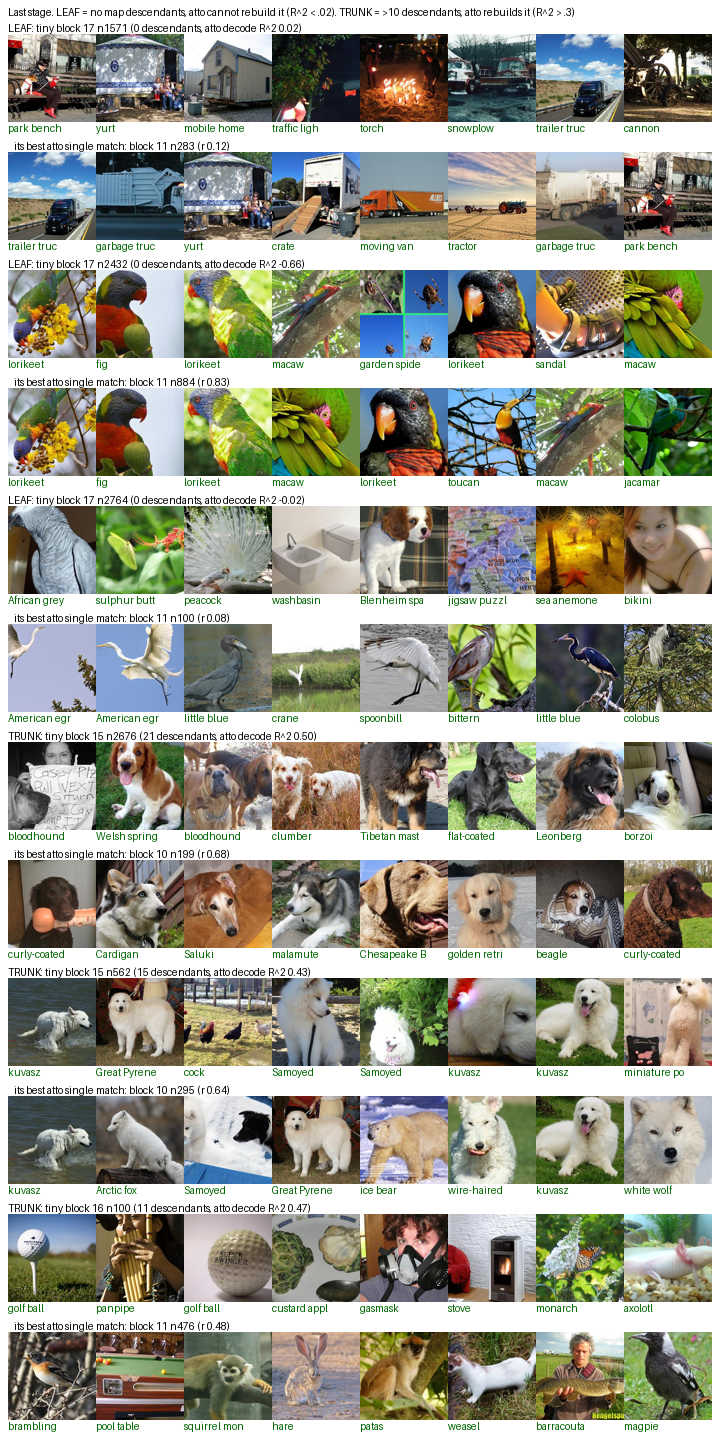 Last stage. LEAF = no map descendants, atto cannot rebuild it (R^2 < .02). TRUNK = >10 descendants, atto rebuilds it (R^2 > .3)
LEAF: tiny block 17 n1571 (0 descendants, atto decode R^2 0.02)
park bench yurt mobile home traffic ligh torch snowplow trailer truc cannon
its best atto single match: block 11 n283 (r 0.12)
trailer truc garbage truc yurt crate moving van tractor garbage truc park bench
LEAF: tiny block 17 n2432 (0 descendants, atto decode R^2 -0.66)
lorikeet fig lorikeet macaw garden spide lorikeet sandal macaw
its best atto single match: block 11 n884 (r 0.83)
lorikeet fig lorikeet macaw lorikeet toucan macaw jacamar
LEAF: tiny block 17 n2764 (0 descendants, atto decode R^2 -0.02)
African grey sulphur butt peacock washbasin Blenheim spa jigsaw puzzl sea anemone bikini
its best atto single match: block 11 n100 (r 0.08)
American egr American egr little blue crane spoonbill bittern little blue colobus
TRUNK: tiny block 15 n2676 (21 descendants, atto decode R^2 0.50)
bloodhound Welsh spring bloodhound clumber Tibetan mast flat-coated Leonberg borzoi
its best atto single match: block 10 n199 (r 0.68)
curly-coated Cardigan Saluki malamute Chesapeake B golden retri beagle curly-coated
TRUNK: tiny block 15 n562 (15 descendants, atto decode R^2 0.43)
kuvasz Great Pyrene cock Samoyed Samoyed kuvasz kuvasz miniature po
its best atto single match: block 10 n295 (r 0.64)
kuvasz Arctic fox Samoyed Great Pyrene ice bear wire-haired kuvasz white wolf
TRUNK: tiny block 16 n100 (11 descendants, atto decode R^2 0.47)
SUPER
SWINGER
golf ball panpipe golf ball custard appl gasmask stove monarch axolotl
its best atto single match: block 11 n476 (r 0.48)
brambling pool table squirrel mon hare patas weasel barracouta magpie